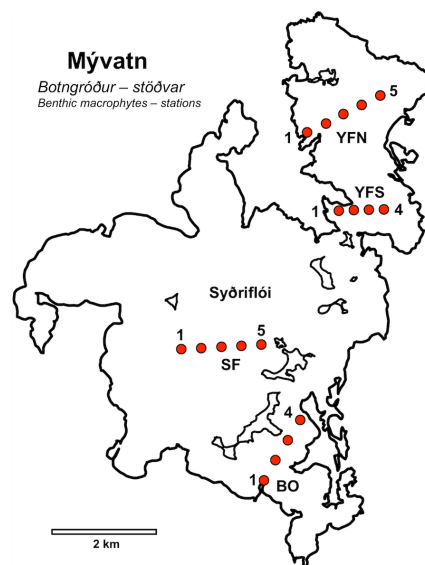 Mývatn
Botngróður – stöðvar
Benthic macrophytes – stations
5
1
YFN
YFS
1
4
Syðriflói
1
5
SF
4
1
BO
2 km